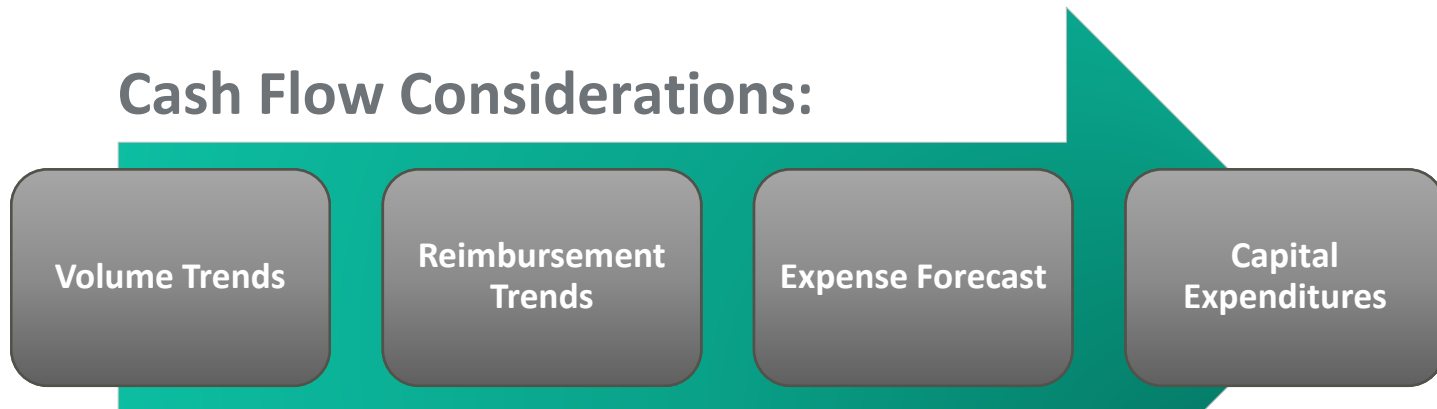 Cash Flow Considerations:
Volume Trends
Reimbursement
Trends
Expense Forecast
Capital
Expenditures